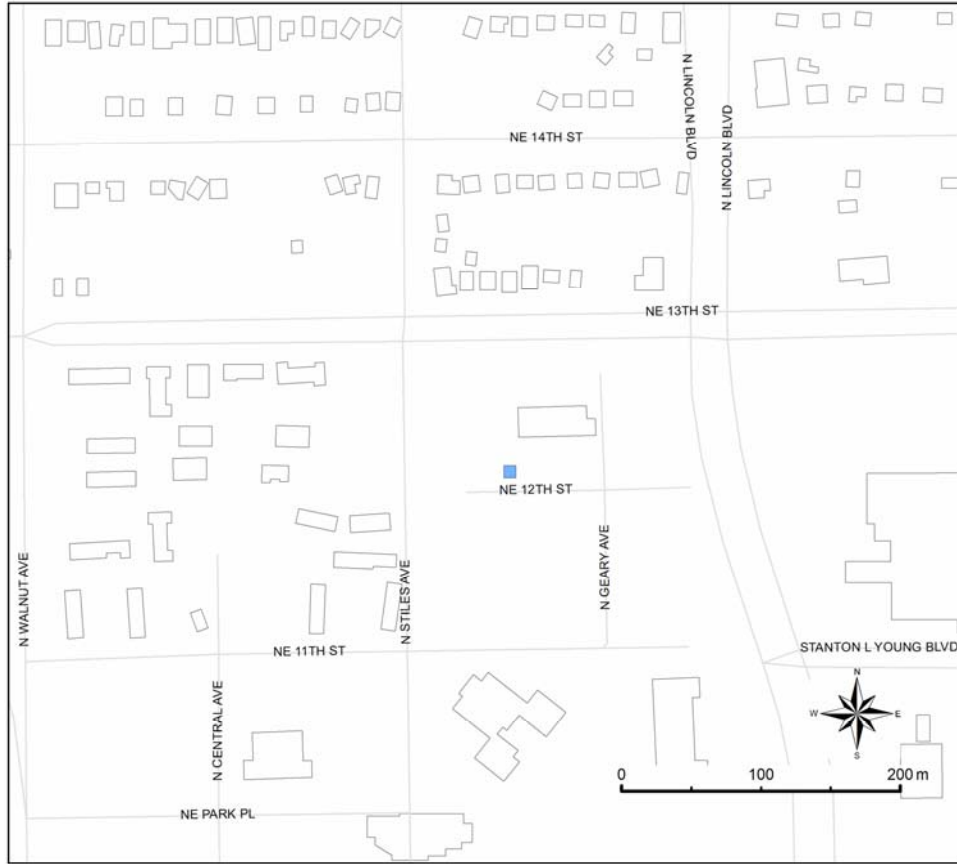 NE 14TH ST
N LINCOLN BLVD
N LINCOLN BLVD
NE 13TH ST
NE 12TH ST
N WALNUT AVE
N STILES AVE
N GEARY AVE
NE 11TH ST
STANTON L YOUNG BLVD
N CENTRAL AVE
N
W E
S
0 100 200 m
NE PARK PL